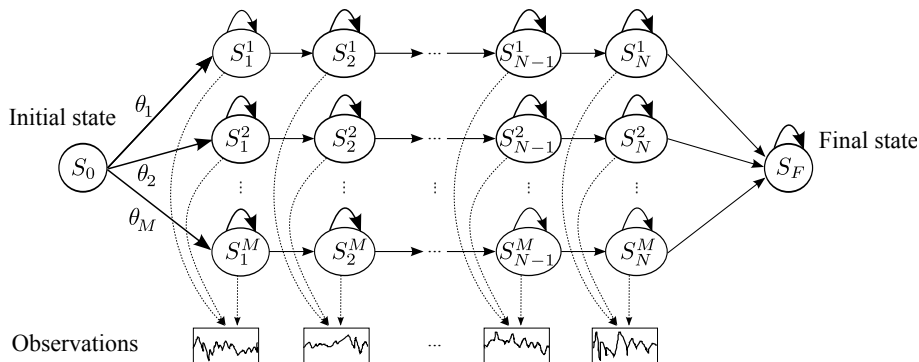 S_1^1 S_2^1 ... S_{N-1}^1 S_N^1
θ_1
Initial state
S_1^2 S_2^2 ... S_{N-1}^2 S_N^2
Final state
S_0
θ_2
S_F
⋮ ⋮ ⋮ ⋮ ⋮
θ_M
S_1^M S_2^M ... S_{N-1}^M S_N^M
Observations ...